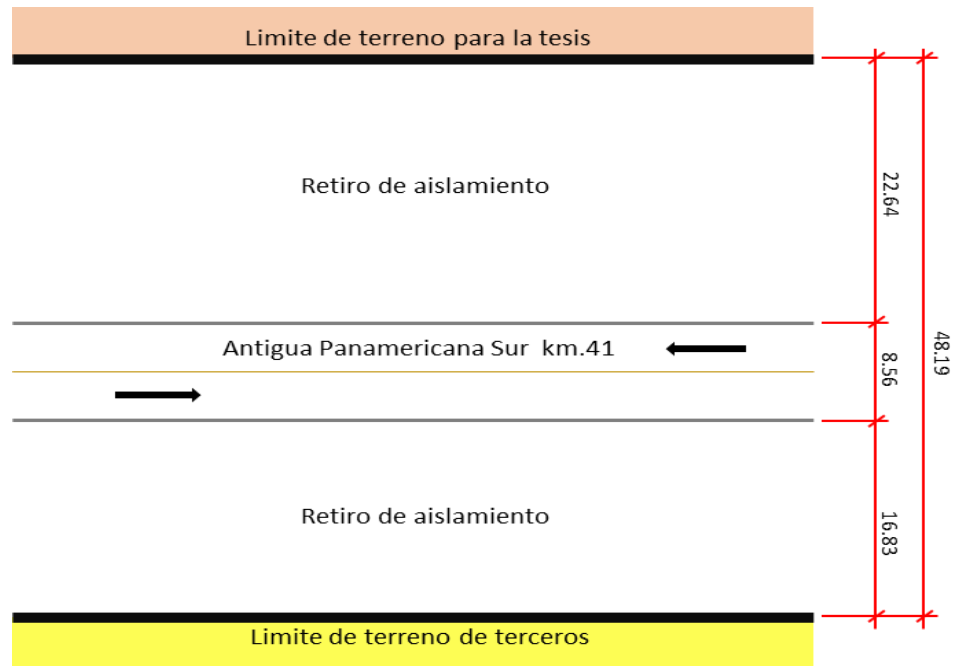 Limite de terreno para la tesis
Retiro de aislamiento
22.64
Antigua Panamericana Sur km.41
8.56
48.19
Retiro de aislamiento
16.83
Limite de terreno de terceros